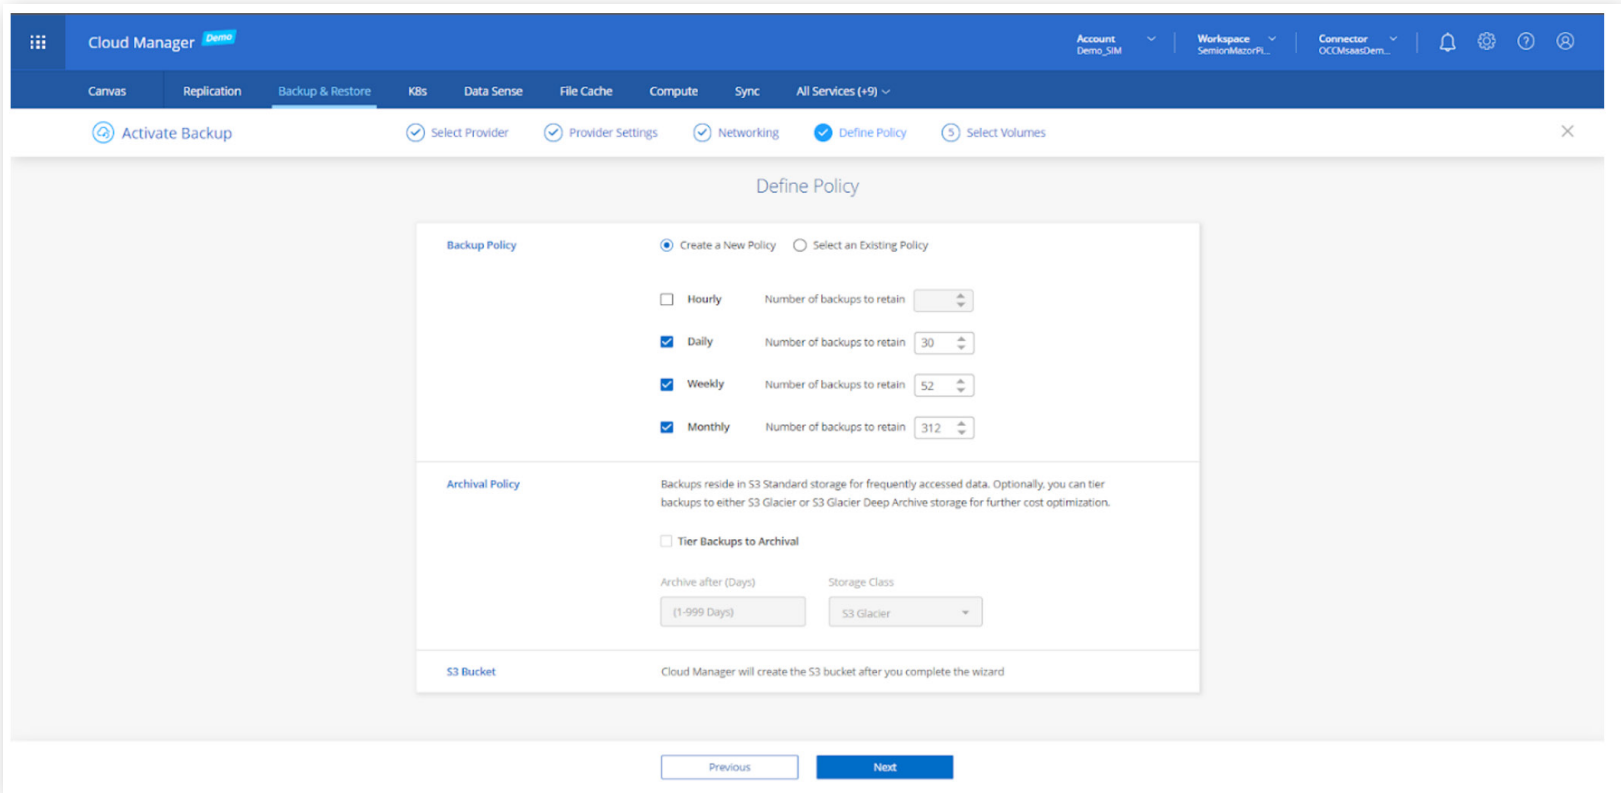 Cloud Manager Demo
Account
Demo_SIM
Workspace
SemionMazorPi...
Connector
OCCMsaasDem...
Canvas Replication Backup & Restore K8s Data Sense File Cache Compute Sync All Services (+9)
Activate Backup Select Provider Provider Settings Networking Define Policy 5 Select Volumes
Define Policy
Backup Policy Create a New Policy Select an Existing Policy
Hourly Number of backups to retain
Daily Number of backups to retain 30
Weekly Number of backups to retain 52
Monthly Number of backups to retain 312
Archival Policy Backups reside in S3 Standard storage for frequently accessed data. Optionally, you can tier
backups to either S3 Glacier or S3 Glacier Deep Archive storage for further cost optimization.
Tier Backups to Archival
Archive after (Days) Storage Class
(1-999 Days) S3 Glacier
S3 Bucket Cloud Manager will create the S3 bucket after you complete the wizard
Previous Next